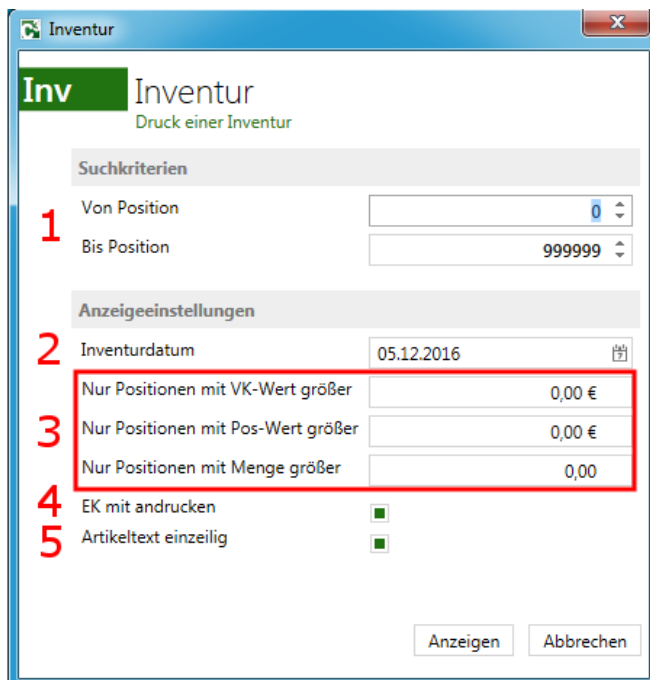 Inventur
Inv Inventur
Druck einer Inventur
Suchkriterien
1
Von Position 0
Bis Position 999999
Anzeigeeinstellungen
2 Inventurdatum 05.12.2016
Nur Positionen mit VK-Wert größer 0,00 €
3 Nur Positionen mit Pos-Wert größer 0,00 €
Nur Positionen mit Menge größer 0,00
4 EK mit andrucken
5 Artikeltext einzeilig
Anzeigen Abbrechen